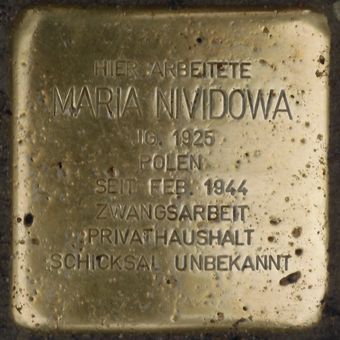 HIER ARBEITETE
MARIA NIVIDOWA
JG. 1925
POLEN
SEIT FEB. 1944
ZWANGSARBEIT
PRIVATHAUSHALT
SCHICKSAL UNBEKANNT